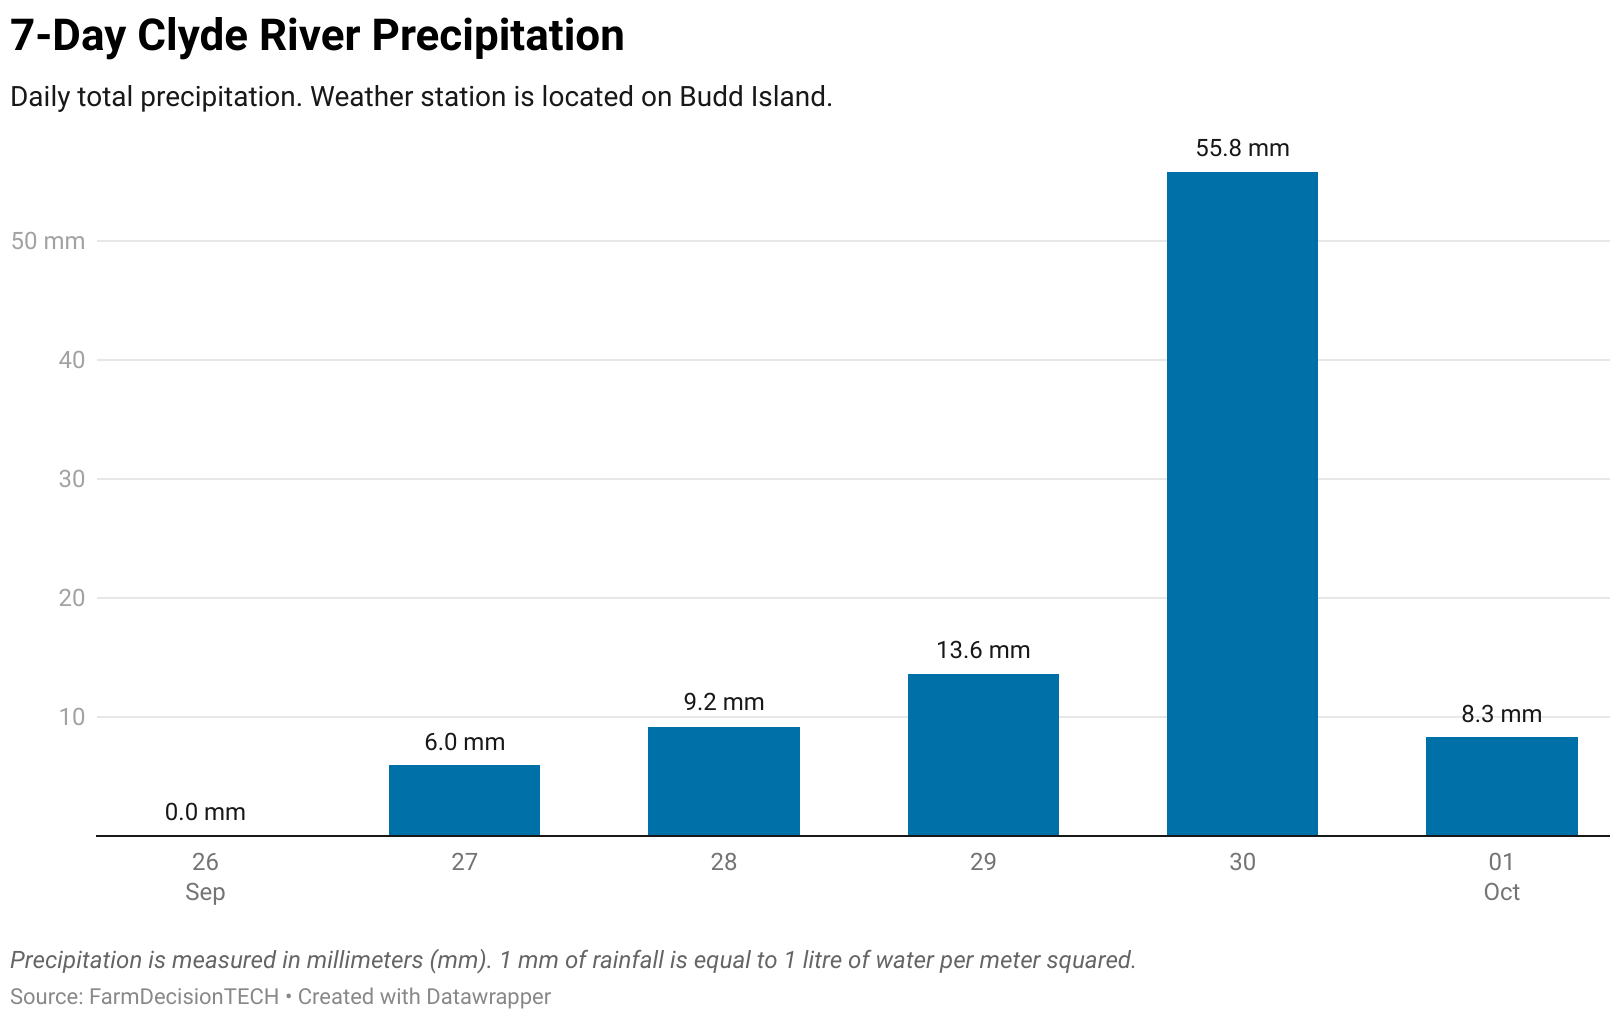 7-Day Clyde River Precipitation
Daily total precipitation. Weather station is located on Budd Island.
55.8 mm
50 mm
40
30
20
13.6 mm
9.2 mm
8.3 mm
10
6.0 mm
0.0 mm
26 27 28 29 30 01
Sep Oct
Precipitation is measured in millimeters (mm). 1 mm of rainfall is equal to 1 litre of water per meter squared.
Source: FarmDecisionTECH • Created with Datawrapper